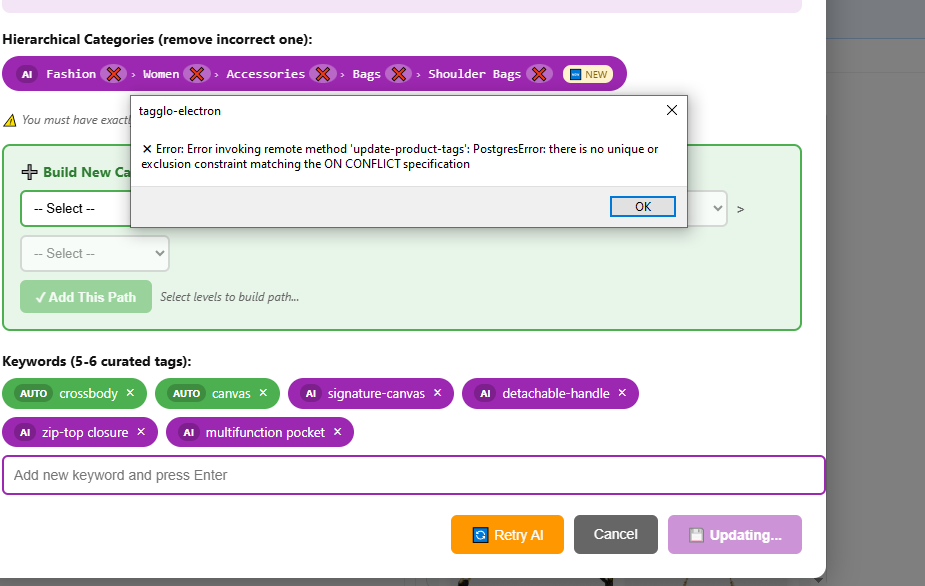 Hierarchical Categories (remove incorrect one):
AI Fashion ❌ › Women ❌ › Accessories ❌ › Bags ❌ › Shoulder Bags ❌ 🆕 NEW
⚠️ You must have exactl
tagglo-electron
✕ Error: Error invoking remote method 'update-product-tags': PostgresError: there is no unique or
exclusion constraint matching the ON CONFLICT specification
OK
➕ Build New Ca
-- Select --
>
-- Select --
✓ Add This Path Select levels to build path...
Keywords (5-6 curated tags):
AUTO crossbody × AUTO canvas × AI signature-canvas × AI detachable-handle ×
AI zip-top closure × AI multifunction pocket ×
Add new keyword and press Enter
🔄 Retry AI Cancel 💾 Updating...